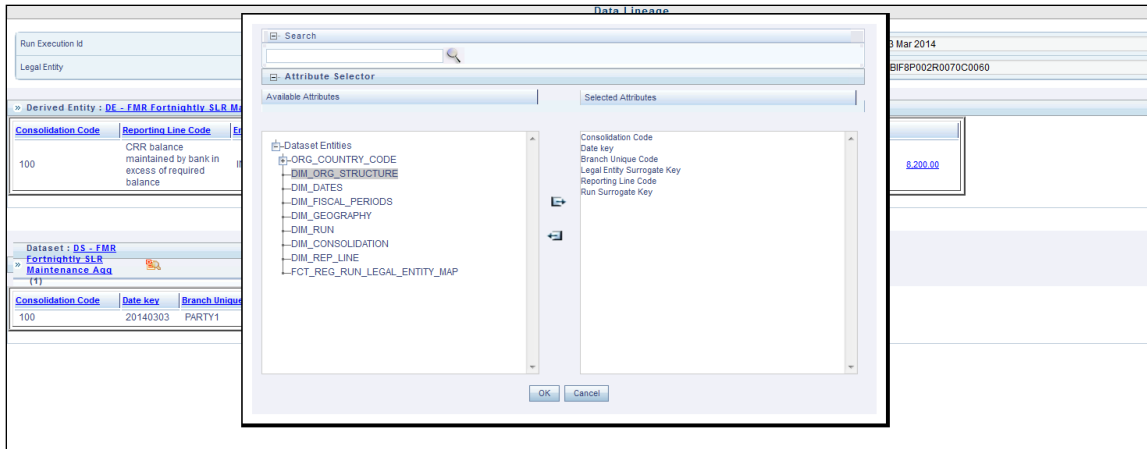 Data Lineage
Run Execution Id
3 Mar 2014
Legal Entity
BIF8P002R0070C0060
Search
Attribute Selector
Available Attributes
Selected Attributes
Dataset Entities
ORG_COUNTRY_CODE
DIM_ORG_STRUCTURE
DIM_DATES
DIM_FISCAL_PERIODS
DIM_GEOGRAPHY
DIM_RUN
DIM_CONSOLIDATION
DIM_REP_LINE
FCT_REG_RUN_LEGAL_ENTITY_MAP
Consolidation Code
Date key
Branch Unique Code
Legal Entity Surrogate Key
Reporting Line Code
Run Surrogate Key
OK Cancel
» Derived Entity : DE - FMR Fortnightly SLR Ma
Consolidation Code Reporting Line Code
100
CRR balance
maintained by bank in
excess of required
balance
8,200.00
Dataset : DS - FMR
» Fortnightly SLR
Maintenance Agg
(1)
Consolidation Code Date key Branch Unique
100 20140303 PARTY1